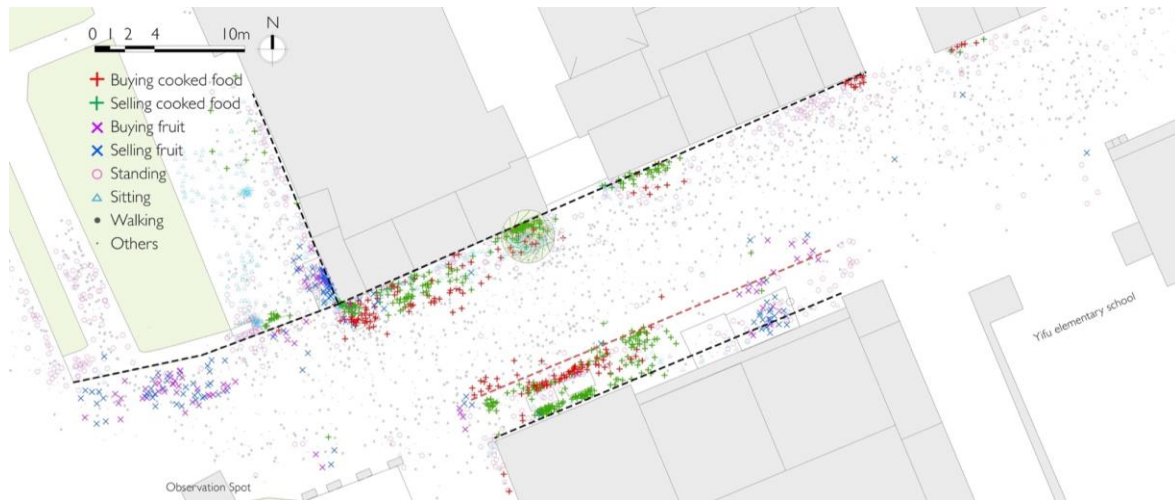 N
0 1 2 4 10m
Buying cooked food
Selling cooked food
Buying fruit
Selling fruit
Standing
Sitting
Walking
Others
Yifu elementary school
Observation Spot